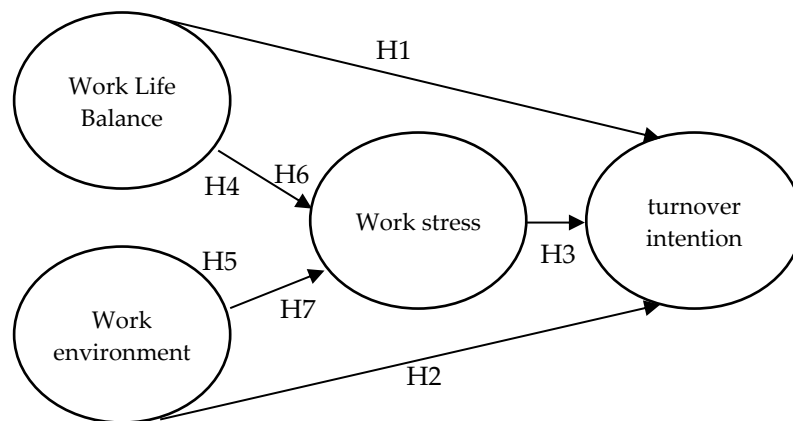 H1
Work Life
Balance
H6
H4
Work stress
turnover
intention
H3
H5
H7
Work
environment
H2